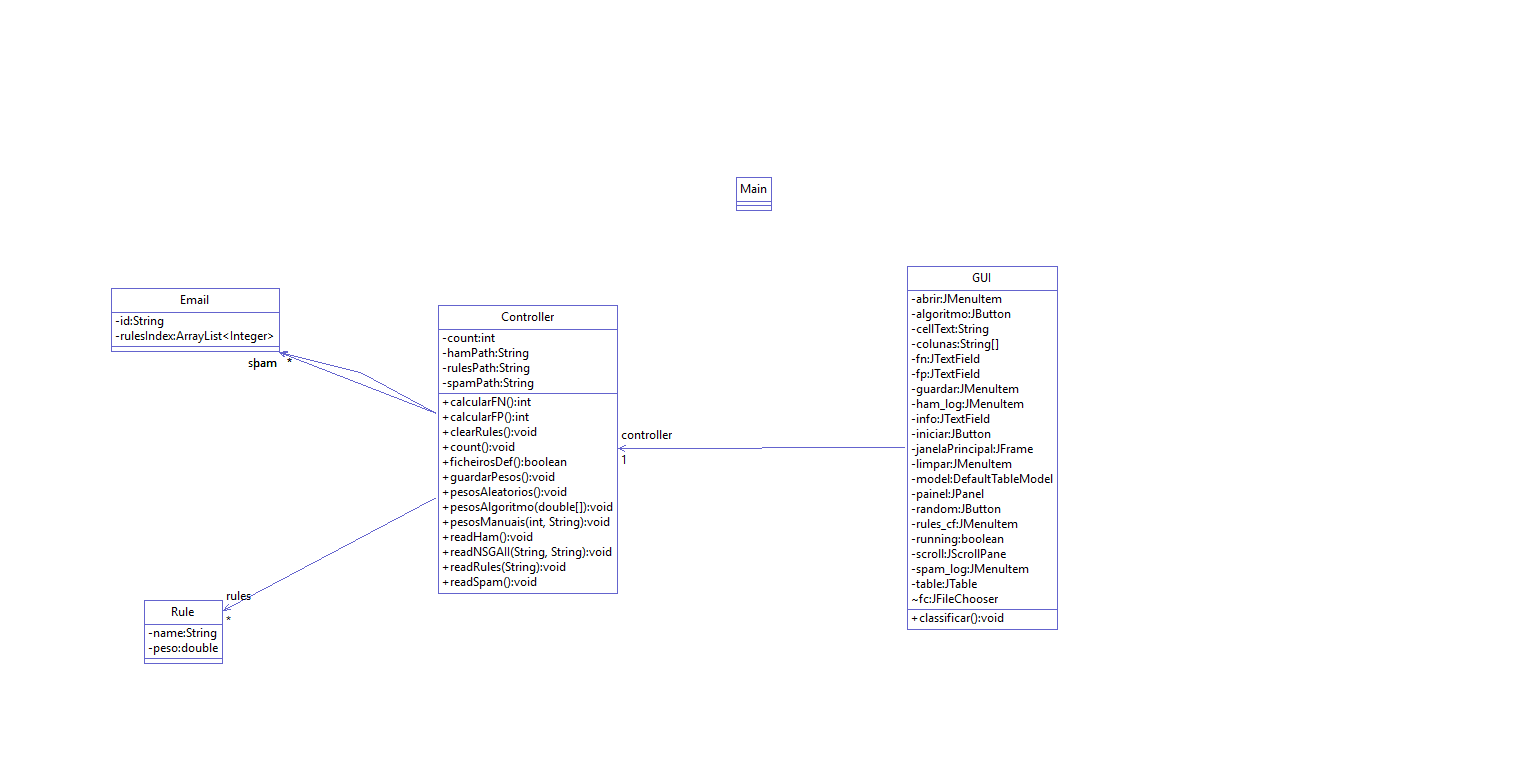 Main
Email
-id:String
-rulesIndex:ArrayList<Integer>
spam *
Controller
-count:int
-hamPath:String
-rulesPath:String
-spamPath:String
+calcularFN():int
+calcularFP():int
+clearRules():void
+count():void
+ficheirosDef():boolean
+guardarPesos():void
+pesosAleatorios():void
+pesosAlgoritmo(double[]):void
+pesosManuais(int, String):void
+readHam():void
+readNSGAII(String, String):void
+readRules(String):void
+readSpam():void
controller
1
GUI
-abrir:JMenuItem
-algoritmo:JButton
-cellText:String
-colunas:String[]
-fn:JTextField
-fp:JTextField
-guardar:JMenuItem
-ham_log:JMenuItem
-info:JTextField
-iniciar:JButton
-janelaPrincipal:JFrame
-limpar:JMenuItem
-model:DefaultTableModel
-painel:JPanel
-random:JButton
-rules_cf:JMenuItem
-running:boolean
-scroll:JScrollPane
-spam_log:JMenuItem
-table:JTable
~fc:JFileChooser
+classificar():void
rules
*
Rule
-name:String
-peso:double